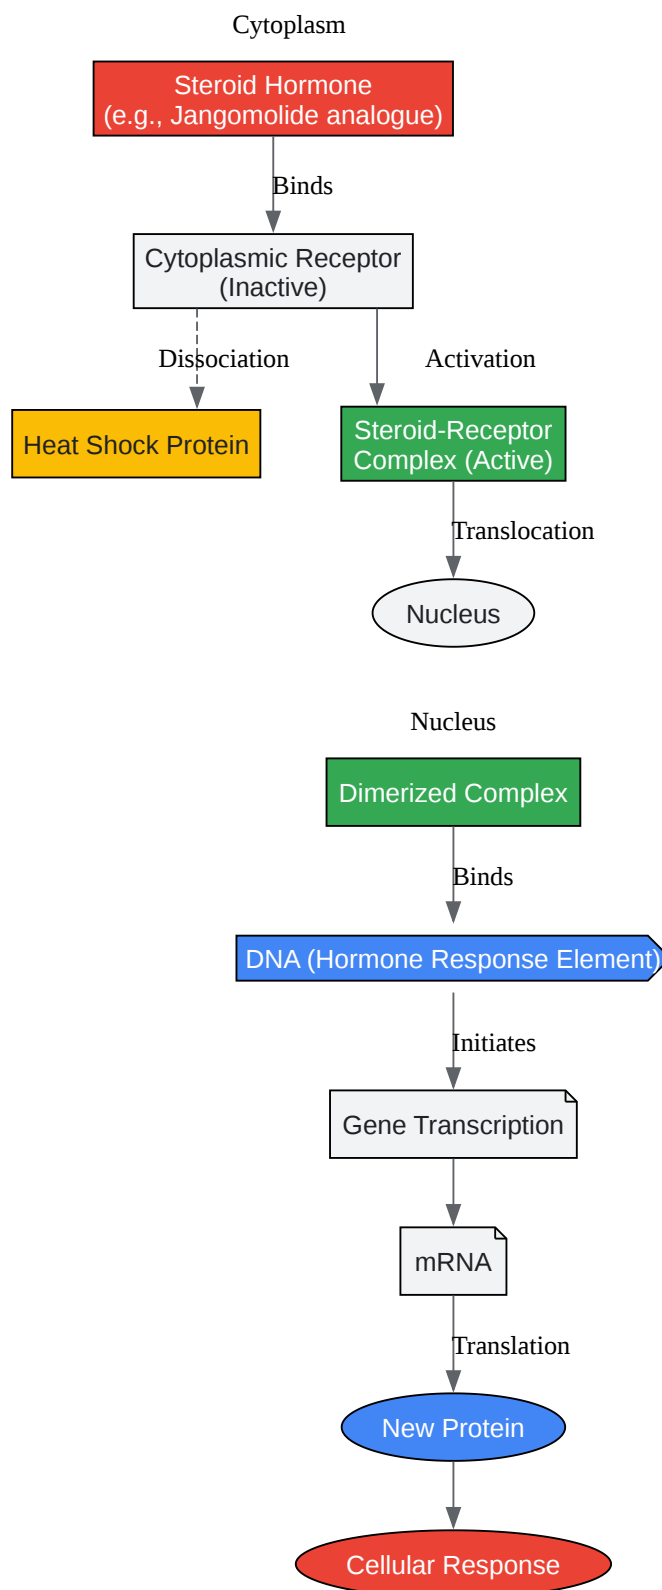 Cytoplasm
Steroid Hormone
(e.g., Jangomolide analogue)
Binds
Cytoplasmic Receptor
(Inactive)
Dissociation
Activation
Heat Shock Protein
Steroid-Receptor
Complex (Active)
Translocation
Nucleus
Nucleus
Dimerized Complex
Binds
DNA (Hormone Response Element)
Initiates
Gene Transcription
mRNA
Translation
New Protein
Cellular Response